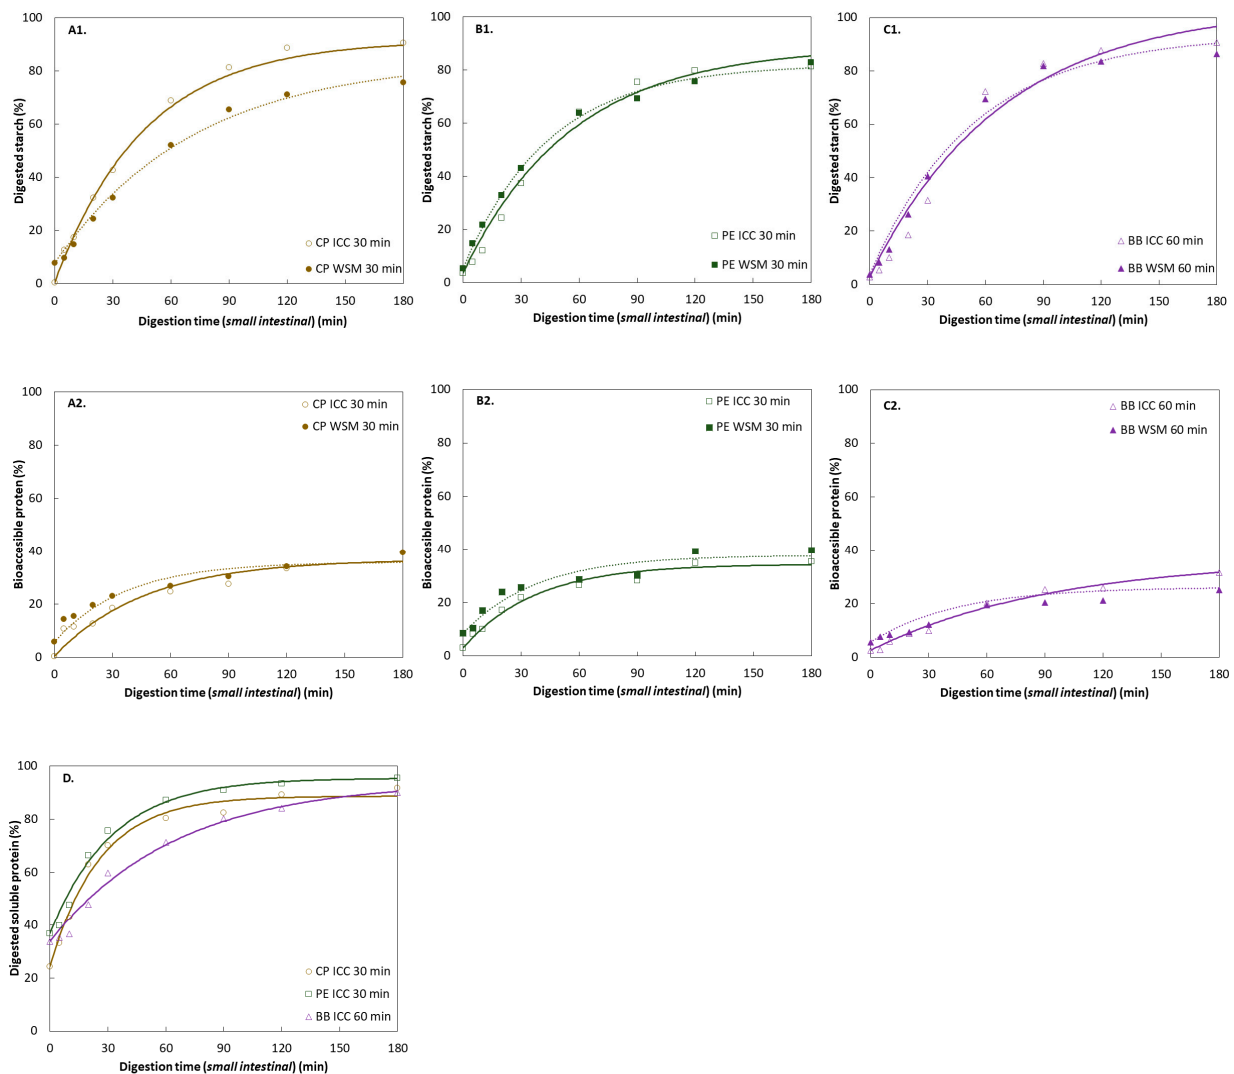 A1.
100
80
60
40
20
0
Digested starch (%)
CP ICC 30 min
CP WSM 30 min
0 30 60 90 120 150 180
Digestion time (small intestinal) (min)
B1.
100
80
60
40
20
0
Digested starch (%)
PE ICC 30 min
PE WSM 30 min
0 30 60 90 120 150 180
Digestion time (small intestinal) (min)
C1.
100
80
60
40
20
0
Digested starch (%)
BB ICC 60 min
BB WSM 60 min
0 30 60 90 120 150 180
Digestion time (small intestinal) (min)
A2.
100
80
60
40
20
0
Bioaccesible proten (%)
CP ICC 30 min
CP WSM 30 min
0 30 60 90 120 150 180
Digestion time (small intestinal) (min)
B2.
100
80
60
40
20
0
Bioaccesible protein (%)
PE ICC 30 min
PE WSM 30 min
0 30 60 90 120 150 180
Digestion time (small intestinal) (min)
C2.
100
80
60
40
20
0
Bioaccesible protein (%)
BB ICC 60 min
BB WSM 60 min
0 30 60 90 120 150 180
Digestion time (small intestinal) (min)
D.
100
80
60
40
20
0
Digested soluble protein (%)
CP ICC 30 min
PE ICC 30 min
BB ICC 60 min
0 30 60 90 120 150 180
Digestion time (small intestinal) (min)